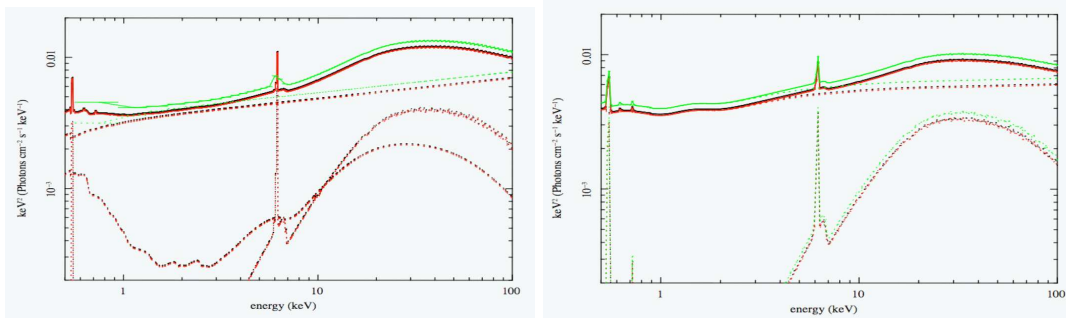 0.01
10⁻³
keV² (Photons cm⁻² s⁻¹ keV⁻¹)
1 10 100
energy (keV)
0.01
10⁻³
keV² (Photons cm⁻² s⁻¹ keV⁻¹)
1 10 100
energy (keV)